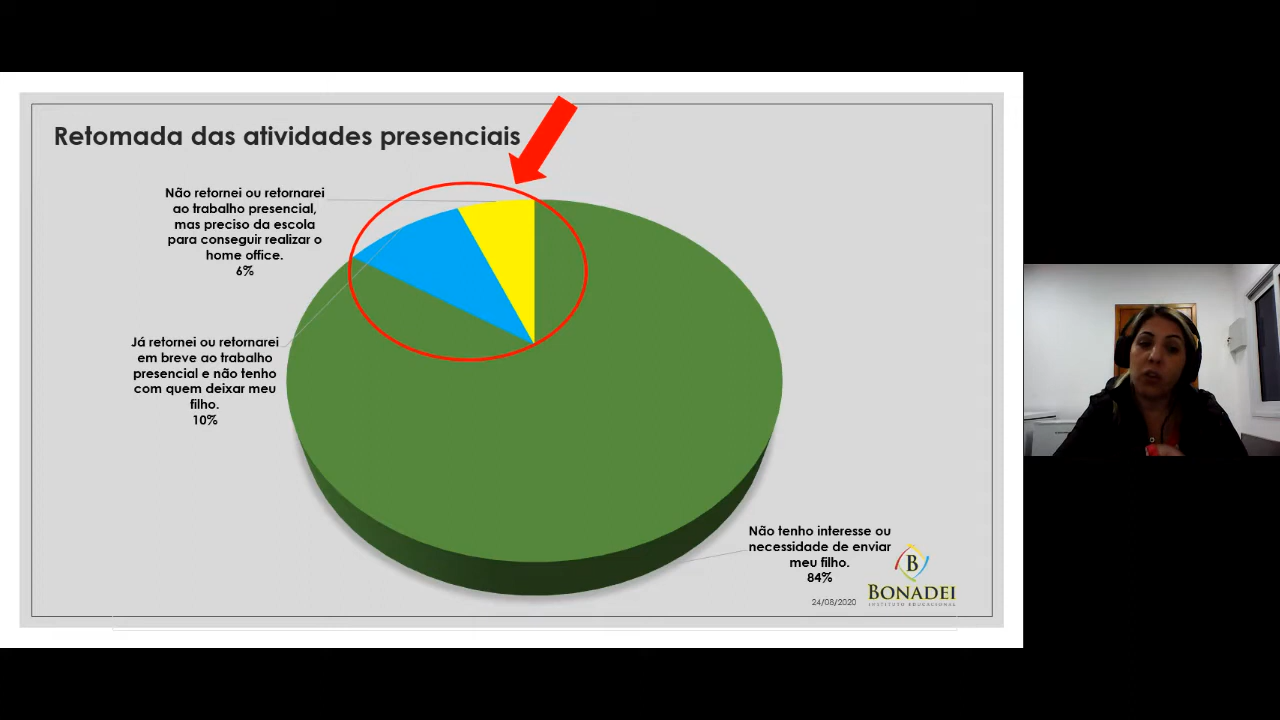 Retomada das atividades presenciais
Não retornei ou retornarei
ao trabalho presencial,
mas preciso da escola
para conseguir realizar o
home office.
6%
Já retornei ou retornarei
em breve ao trabalho
presencial e não tenho
com quem deixar meu
filho.
10%
Não tenho interesse ou
necessidade de enviar
meu filho.
84%
24/08/2020
B
BONADEI
INSTITUTO EDUCACIONAL